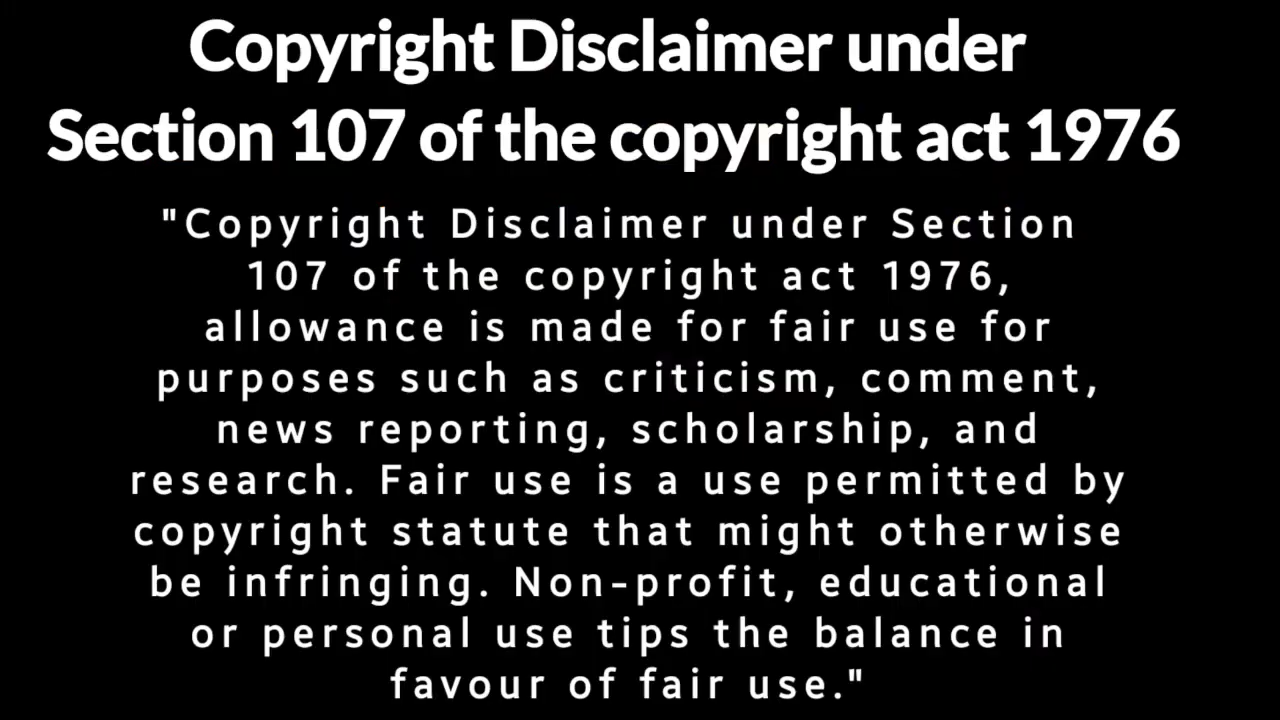 Copyright Disclaimer under
Section 107 of the copyright act 1976
"Copyright Disclaimer under Section
107 of the copyright act 1976,
allowance is made for fair use for
purposes such as criticism, comment,
news reporting, scholarship, and
research. Fair use is a use permitted by
copyright statute that might otherwise
be infringing. Non-profit, educational
or personal use tips the balance in
favour of fair use."